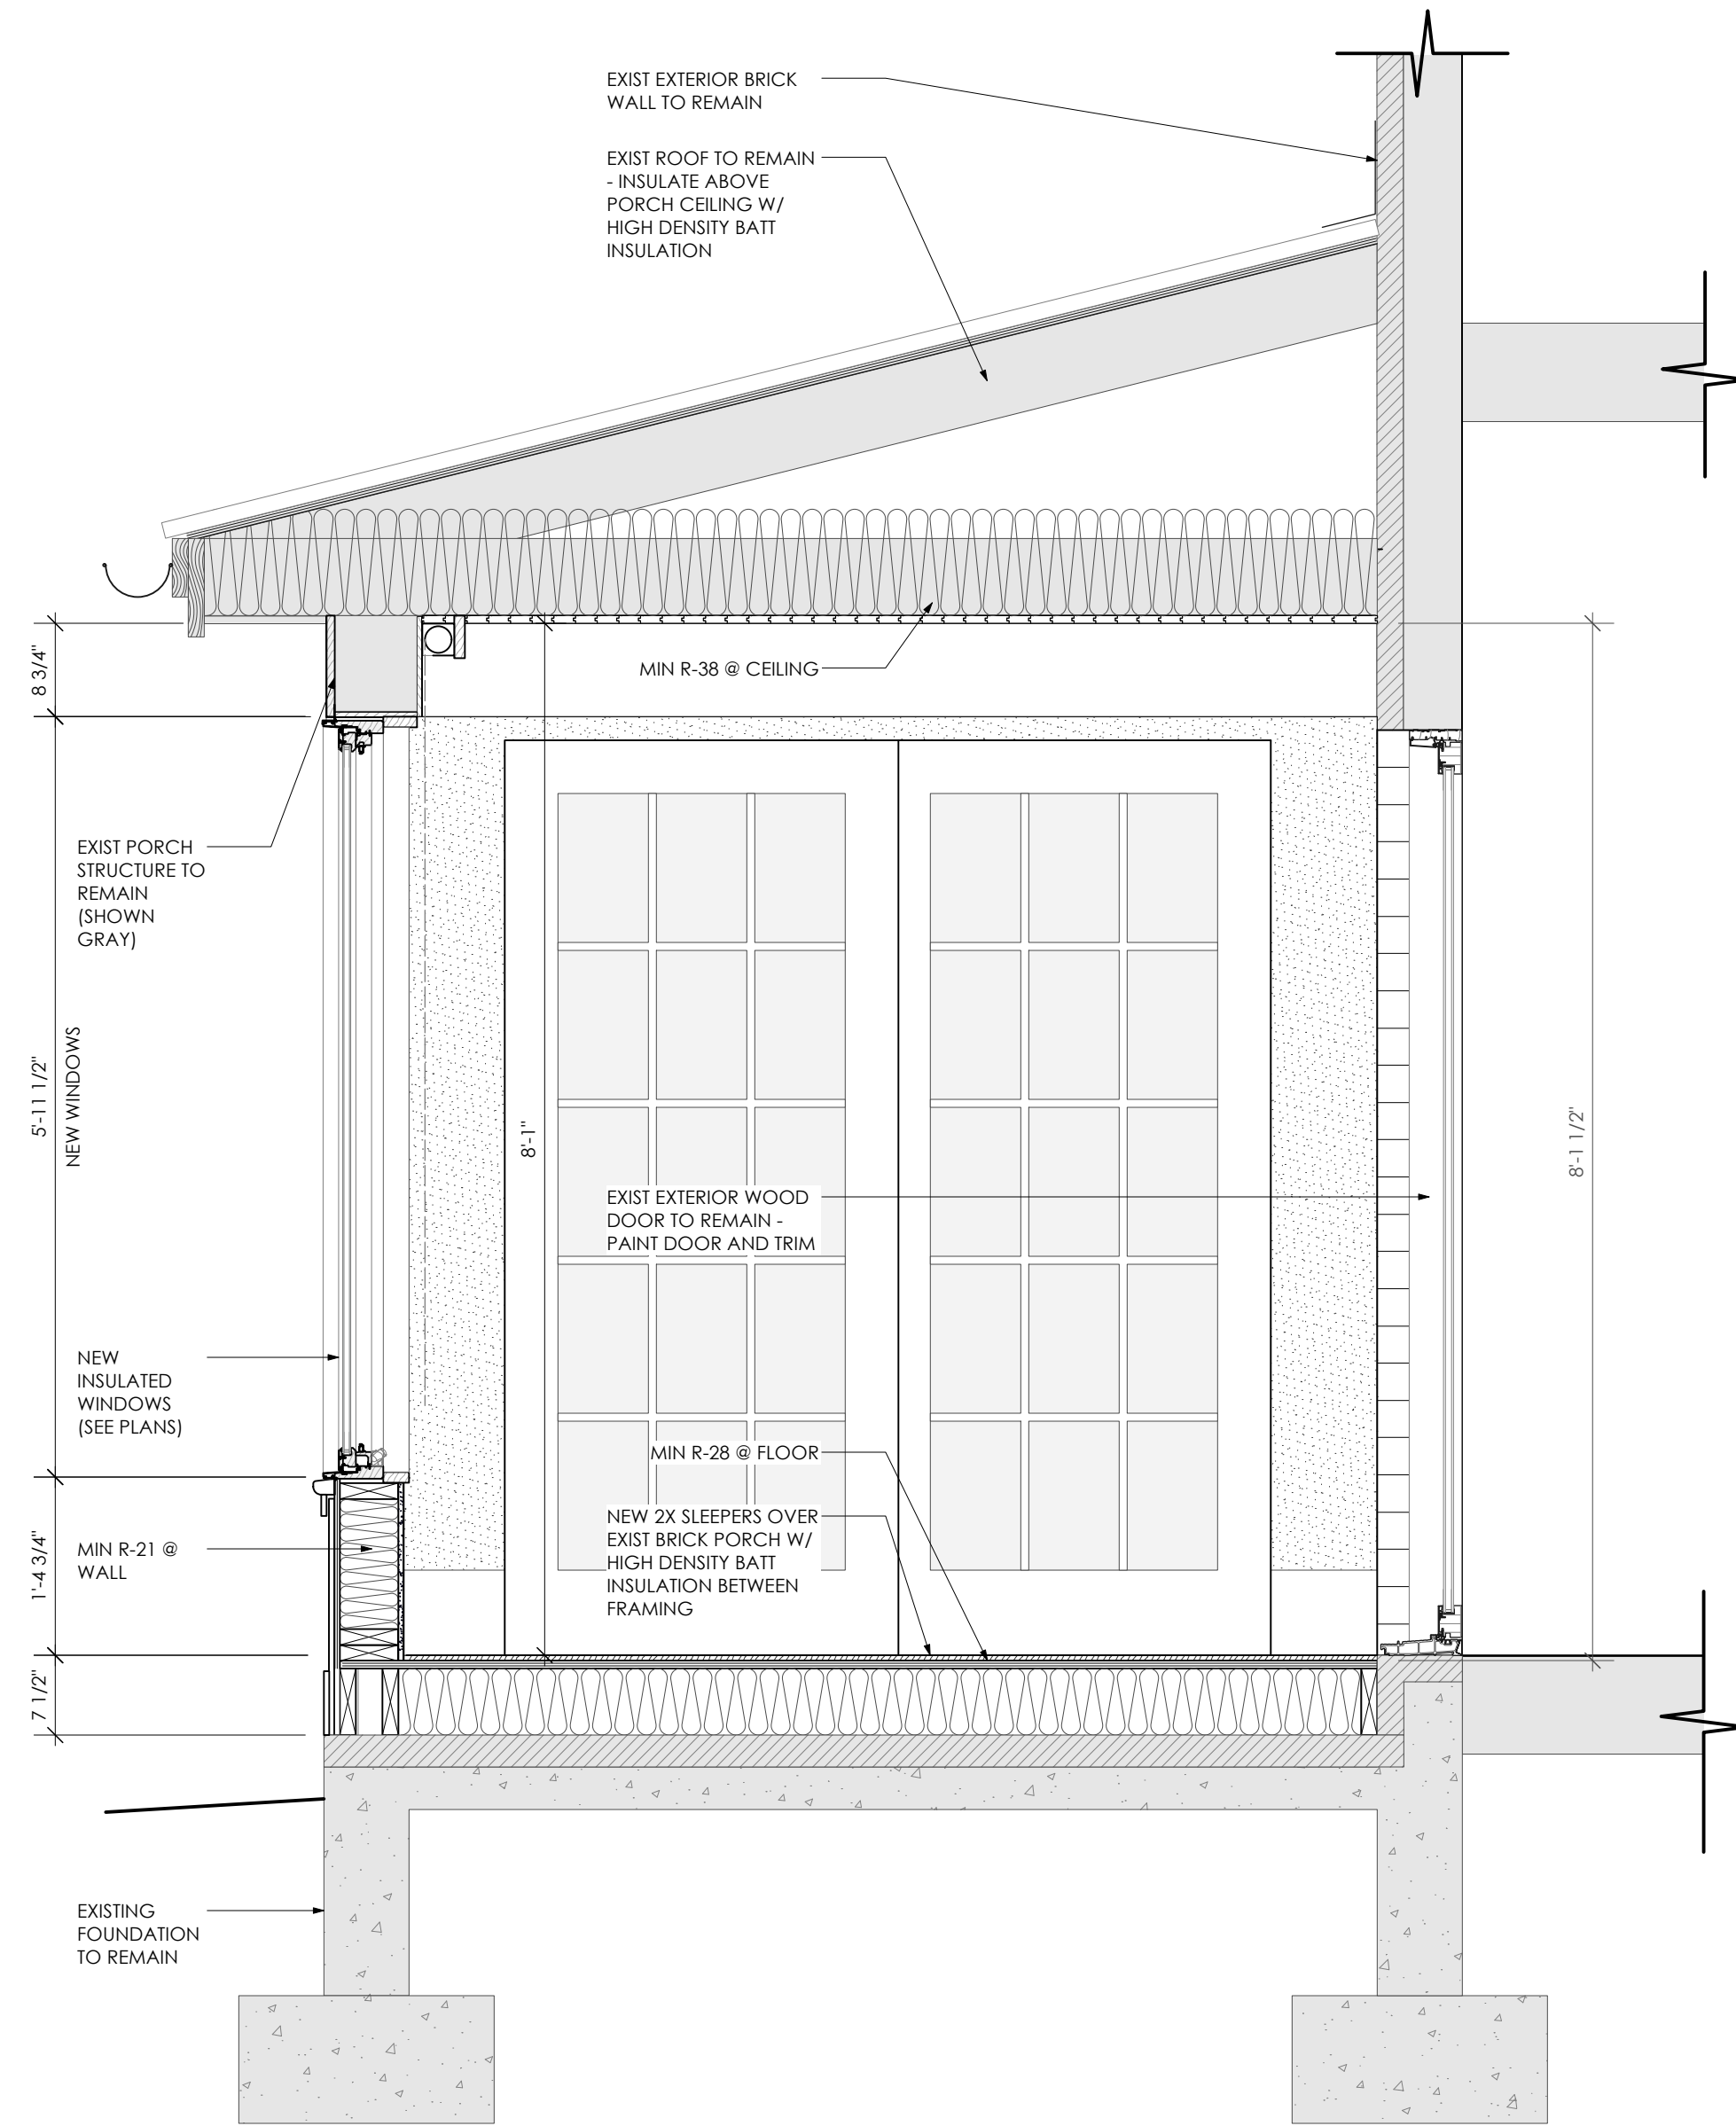 EXIST EXTERIOR BRICK
WALL TO REMAIN
EXIST ROOF TO REMAIN
- INSULATE ABOVE
PORCH CEILING W/
HIGH DENSITY BATT
INSULATION
8 3/4"
MIN R-38 @ CEILING
EXIST PORCH
STRUCTURE TO
REMAIN
(SHOWN
GRAY)
5'-11 1/2"
NEW WINDOWS
8'-1"
8'-1 1/2"
EXIST EXTERIOR WOOD
DOOR TO REMAIN -
PAINT DOOR AND TRIM
NEW
INSULATED
WINDOWS
(SEE PLANS)
MIN R-28 @ FLOOR
NEW 2X SLEEPERS OVER
EXIST BRICK PORCH W/
HIGH DENSITY BATT
INSULATION BETWEEN
FRAMING
1'-4 3/4"
MIN R-21 @
WALL
7 1/2"
EXISTING
FOUNDATION
TO REMAIN